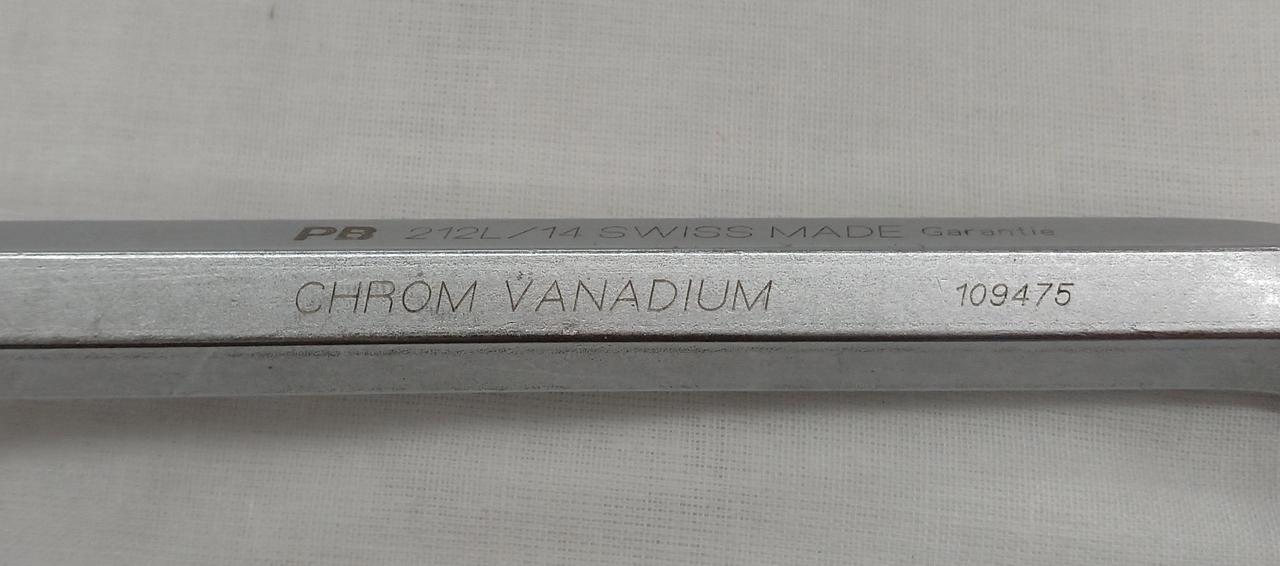 PB 212L/14 SWISS MADE Garantie
CHROM VANADIUM 109475